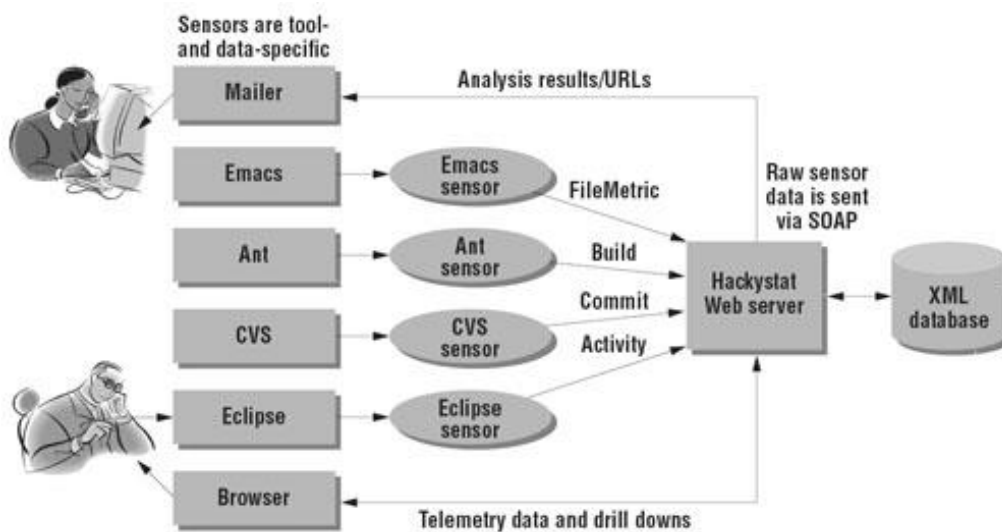 Sensors are tool-
and data-specific
Mailer
Analysis results/URLs
Emacs
Emacs
sensor
FileMetric
Raw sensor
data is sent
via SOAP
Ant
Ant
sensor
Build
Hackystat
Web server
XML
database
CVS
CVS
sensor
Commit
Activity
Eclipse
Eclipse
sensor
Browser
Telemetry data and drill downs